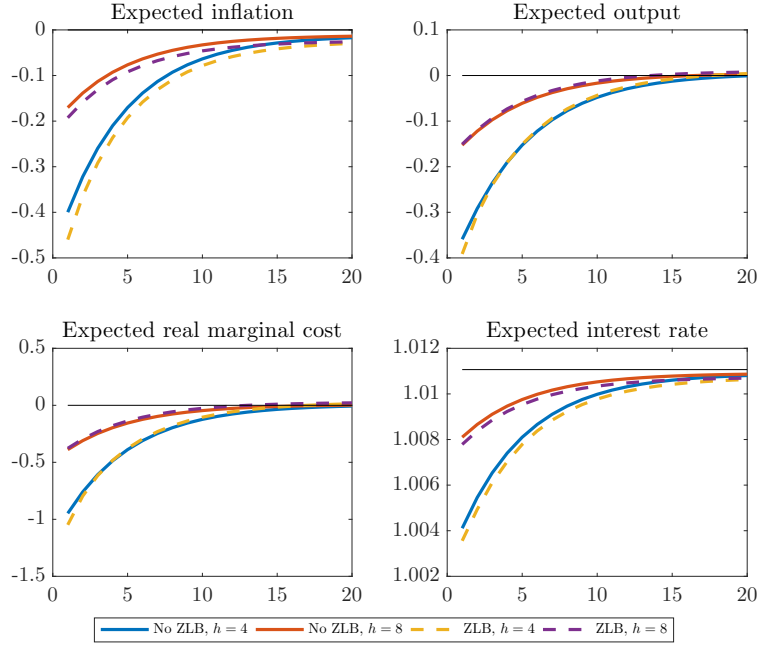 Expected inflation
0
-0.1
-0.2
-0.3
-0.4
-0.5
0 5 10 15 20
Expected output
0.1
0
-0.1
-0.2
-0.3
-0.4
0 5 10 15 20
Expected real marginal cost
0.5
0
-0.5
-1
-1.5
0 5 10 15 20
Expected interest rate
1.012
1.01
1.008
1.006
1.004
1.002
0 5 10 15 20
No ZLB, h = 4 No ZLB, h = 8 ZLB, h = 4 ZLB, h = 8